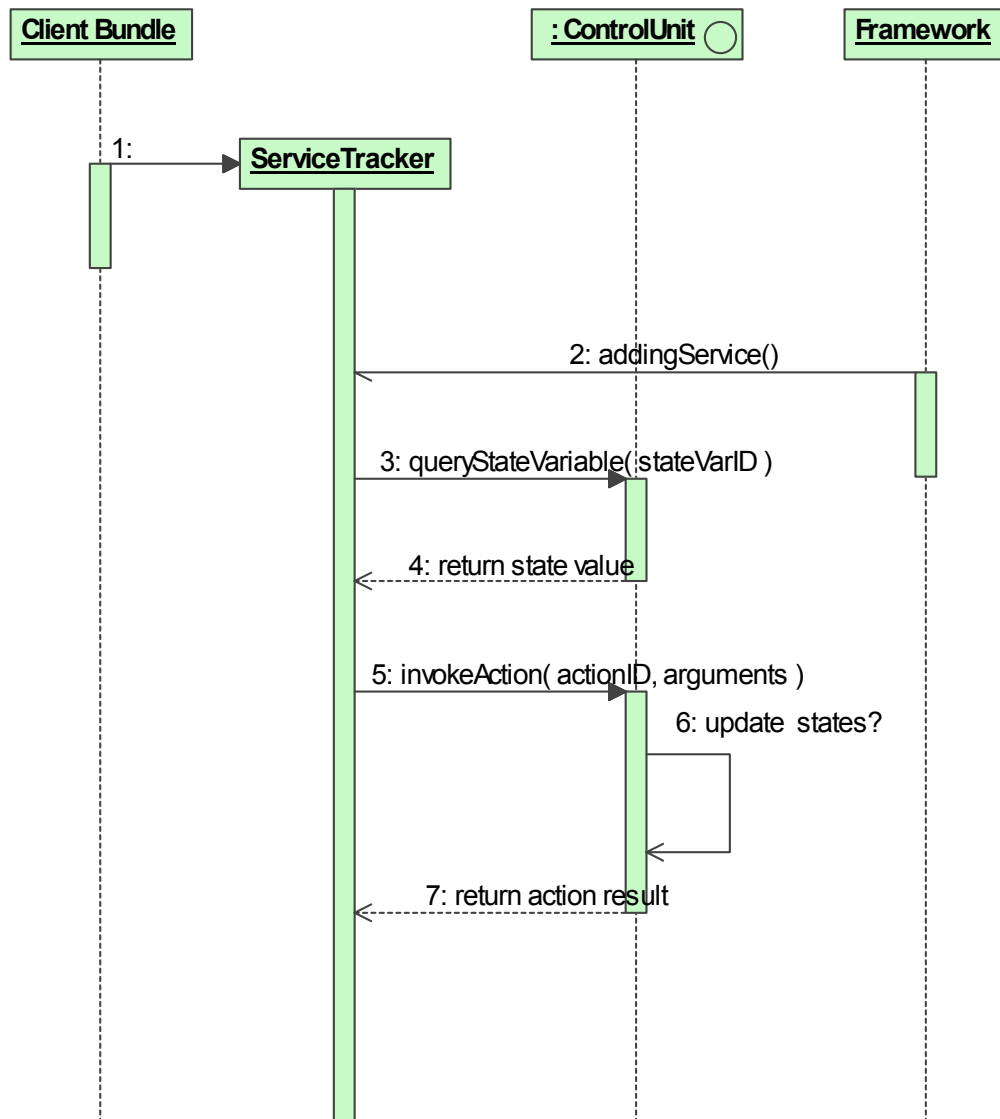 Client Bundle
: ControlUnit
Framework
1:
ServiceTracker
2: addingService()
3: queryStateVariable( stateVarID )
4: return state value
5: invokeAction( actionID, arguments )
6: update states?
7: return action result